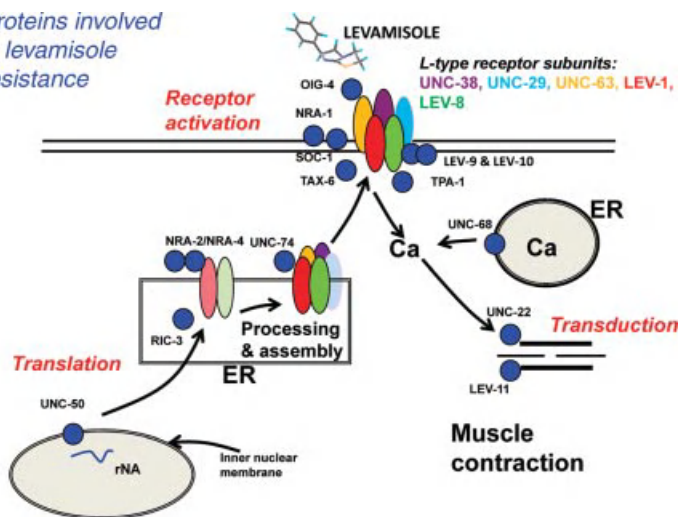 roteins involved
levamisole
esistance
LEVAMISOLE
L-type receptor subunits:
UNC-38, UNC-29, UNC-63, LEV-1,
LEV-8
OIG-4
Receptor
activation
NRA-1
SOC-1
TAX-6
LEV-9 & LEV-10
TPA-1
ER
UNC-68
Ca
Ca
NRA-2/NRA-4
UNC-74
RIC-3
Processing
& assembly
ER
UNC-22
Transduction
LEV-11
Translation
UNC-50
rNA
Inner nuclear
membrane
Muscle
contraction